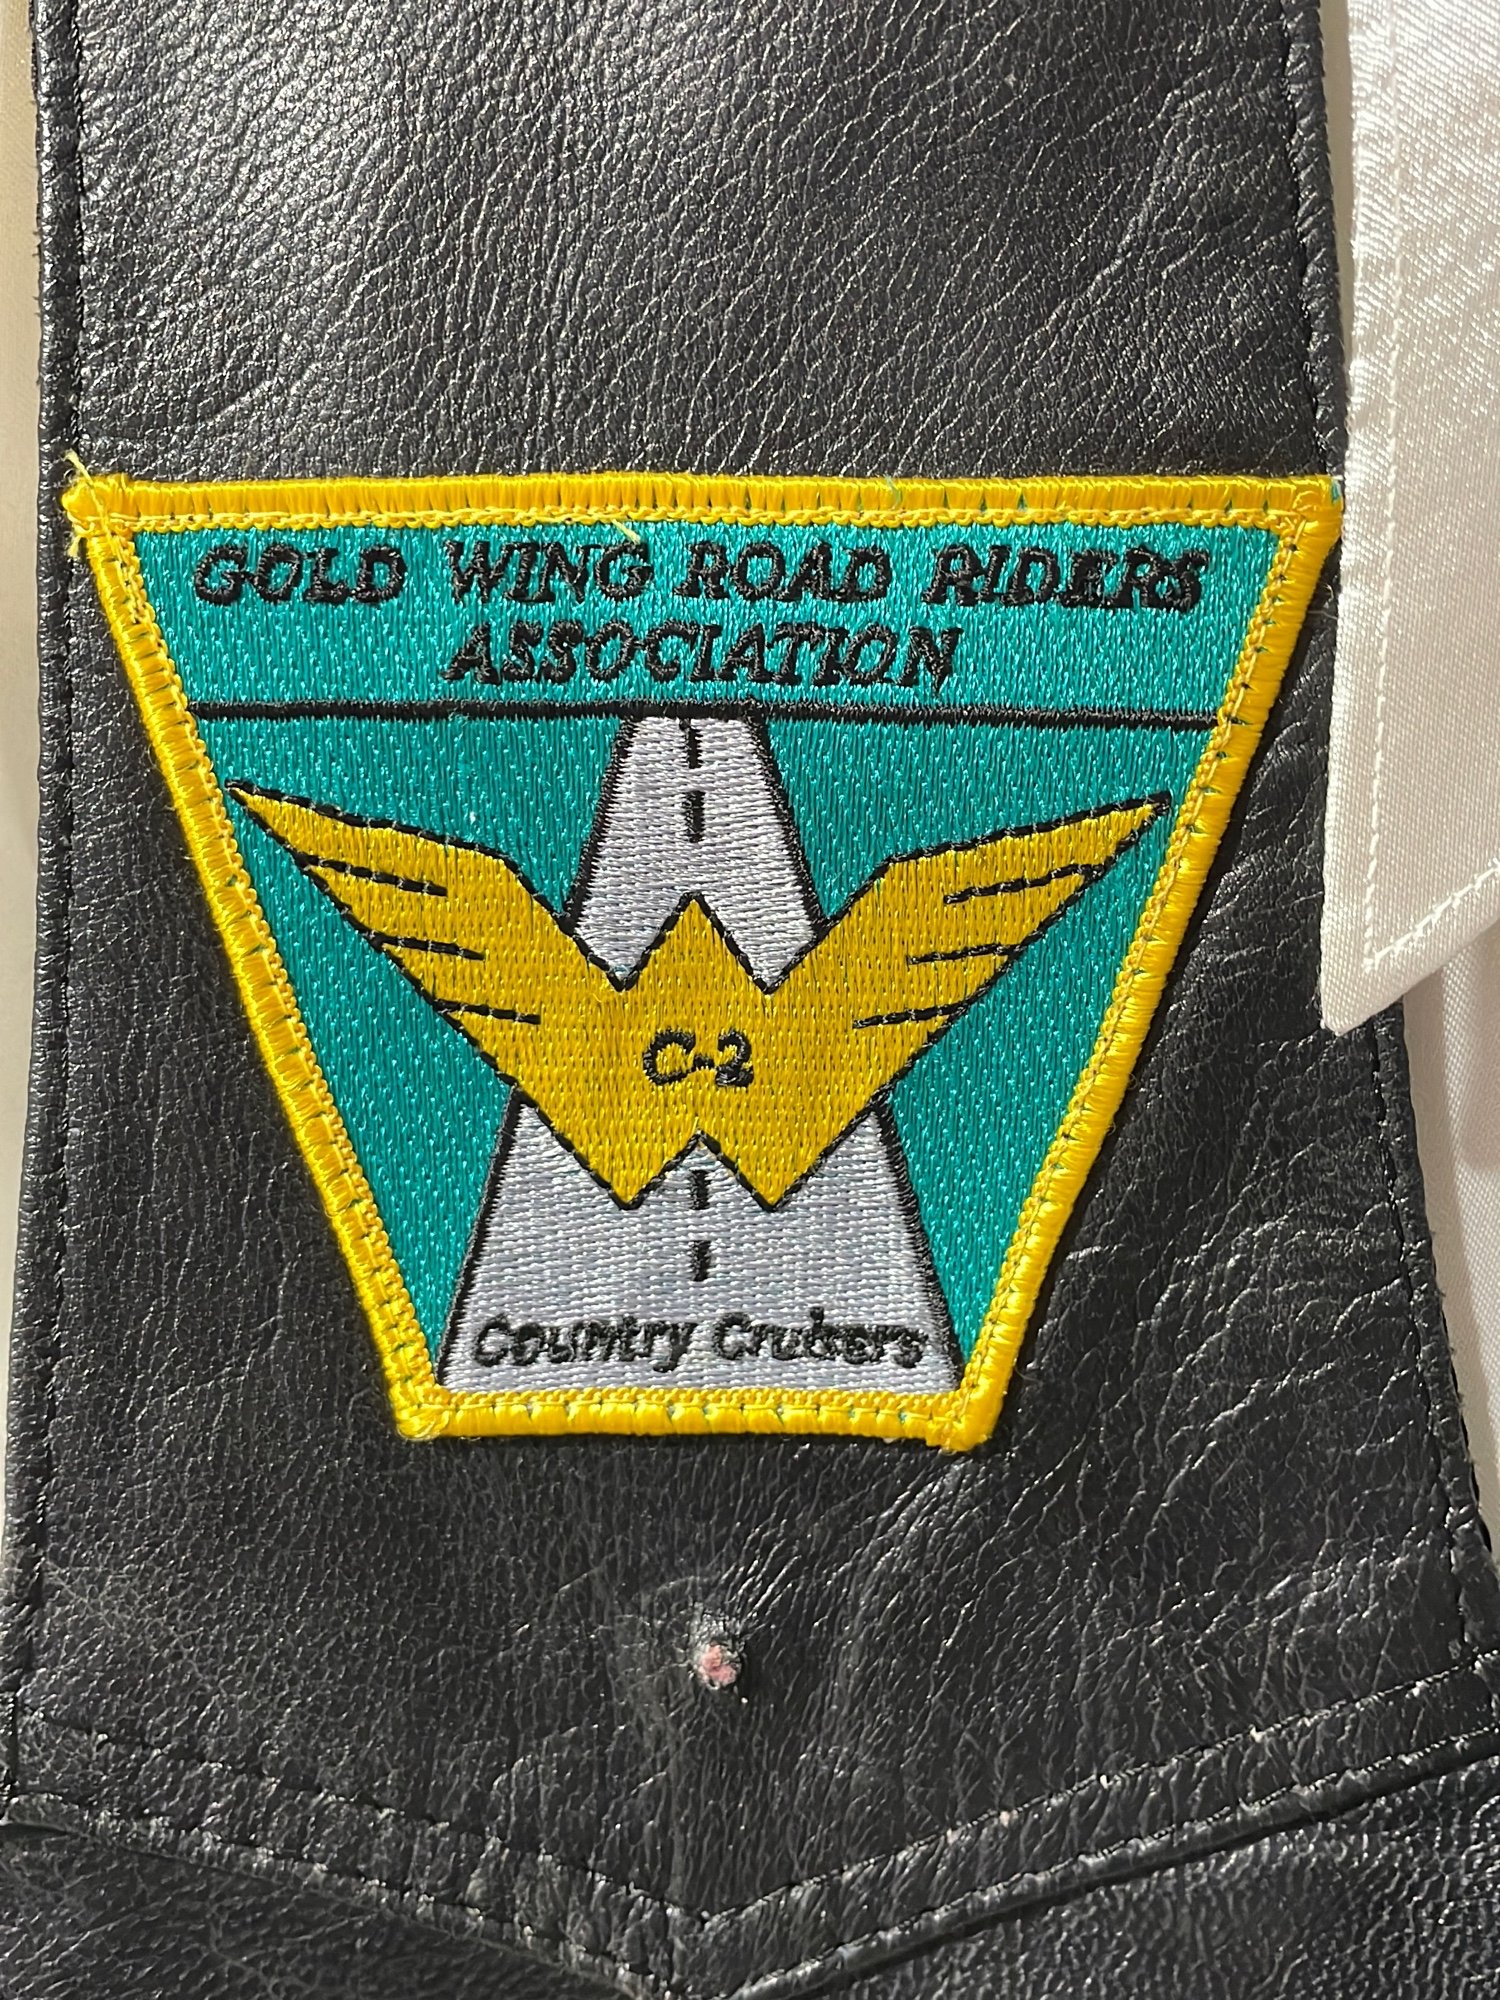 GOLD WING ROAD RIDERS
ASSOCIATION
C-2
Country Cruisers